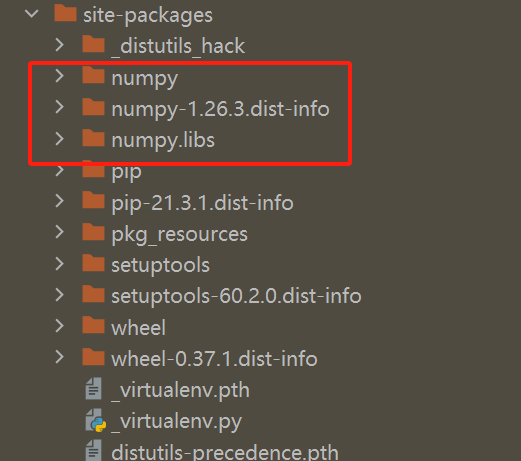 site-packages
_distutils_hack
numpy
numpy-1.26.3.dist-info
numpy.libs
pip
pip-21.3.1.dist-info
pkg_resources
setuptools
setuptools-60.2.0.dist-info
wheel
wheel-0.37.1.dist-info
_virtualenv.pth
_virtualenv.py
distutils-precedence.pth